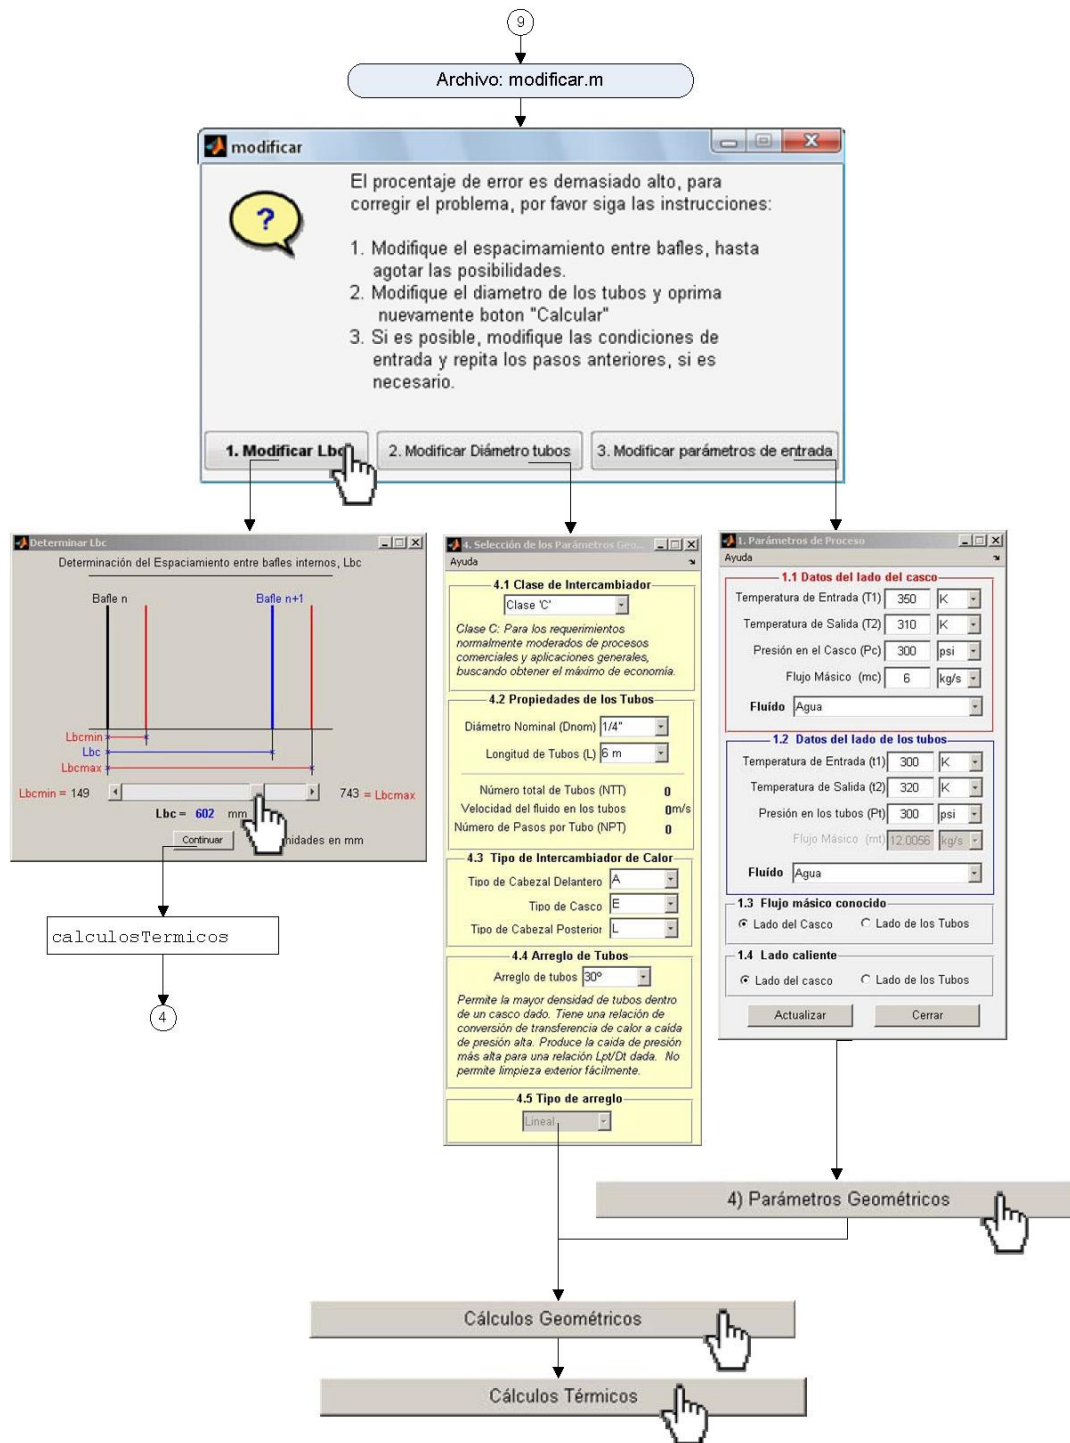 9
Archivo: modificar.m
modificar
?
El procentaje de error es demasiado alto, para
corregir el problema, por favor siga las instrucciones:
1. Modifique el espacimamiento entre bafles, hasta
agotar las posibilidades.
2. Modifique el diametro de los tubos y oprima
nuevamente boton "Calcular"
3. Si es posible, modifique las condiciones de
entrada y repita los pasos anteriores, si es
necesario.
1. Modificar Lbc
2. Modificar Diámetro tubos
3. Modificar parámetros de entrada
Determinar Lbc
Determinación del Espaciamiento entre bafles internos, Lbc
Bafle n
Bafle n+1
Lbcmin
Lbc
Lbcmax
Lbcmin = 149
743 = Lbcmax
Lbc = 602 mm
Continuar
nidades en mm
calculosTermicos
4
4. Selección de los Parámetros Geo...
Ayuda
4.1 Clase de Intercambiador
Clase 'C'
Clase C: Para los requerimientos
normalmente moderados de procesos
comerciales y aplicaciones generales,
buscando obtener el máximo de economía.
4.2 Propiedades de los Tubos
Diámetro Nominal (Dnom) 1/4"
Longitud de Tubos (L) 6 m
Número total de Tubos (NTT) 0
Velocidad del fluido en los tubos 0 m/s
Número de Pasos por Tubo (NPT) 0
4.3 Tipo de Intercambiador de Calor
Tipo de Cabezal Delantero A
Tipo de Casco E
Tipo de Cabezal Posterior L
4.4 Arreglo de Tubos
Arreglo de tubos 30º
Permite la mayor densidad de tubos dentro
de un casco dado. Tiene una relación de
conversión de transferencia de calor a caída
de presión alta. Produce la caida de presión
más alta para una relación Lpt/Dt dada. No
permite limpieza exterior fácilmente.
4.5 Tipo de arreglo
Lineal
1. Parámetros de Proceso
Ayuda
1.1 Datos del lado del casco
Temperatura de Entrada (T1) 350 K
Temperatura de Salida (T2) 310 K
Presión en el Casco (Pc) 300 psi
Flujo Másico (mc) 6 kg/s
Fluído Agua
1.2 Datos del lado de los tubos
Temperatura de Entrada (t1) 300 K
Temperatura de Salida (t2) 320 K
Presión en los tubos (Pt) 300 psi
Flujo Másico (mt) 12.0056 kg/s
Fluído Agua
1.3 Flujo másico conocido
Lado del Casco Lado de los Tubos
1.4 Lado caliente
Lado del casco Lado de los Tubos
Actualizar
Cerrar
4) Parámetros Geométricos
Cálculos Geométricos
Cálculos Térmicos